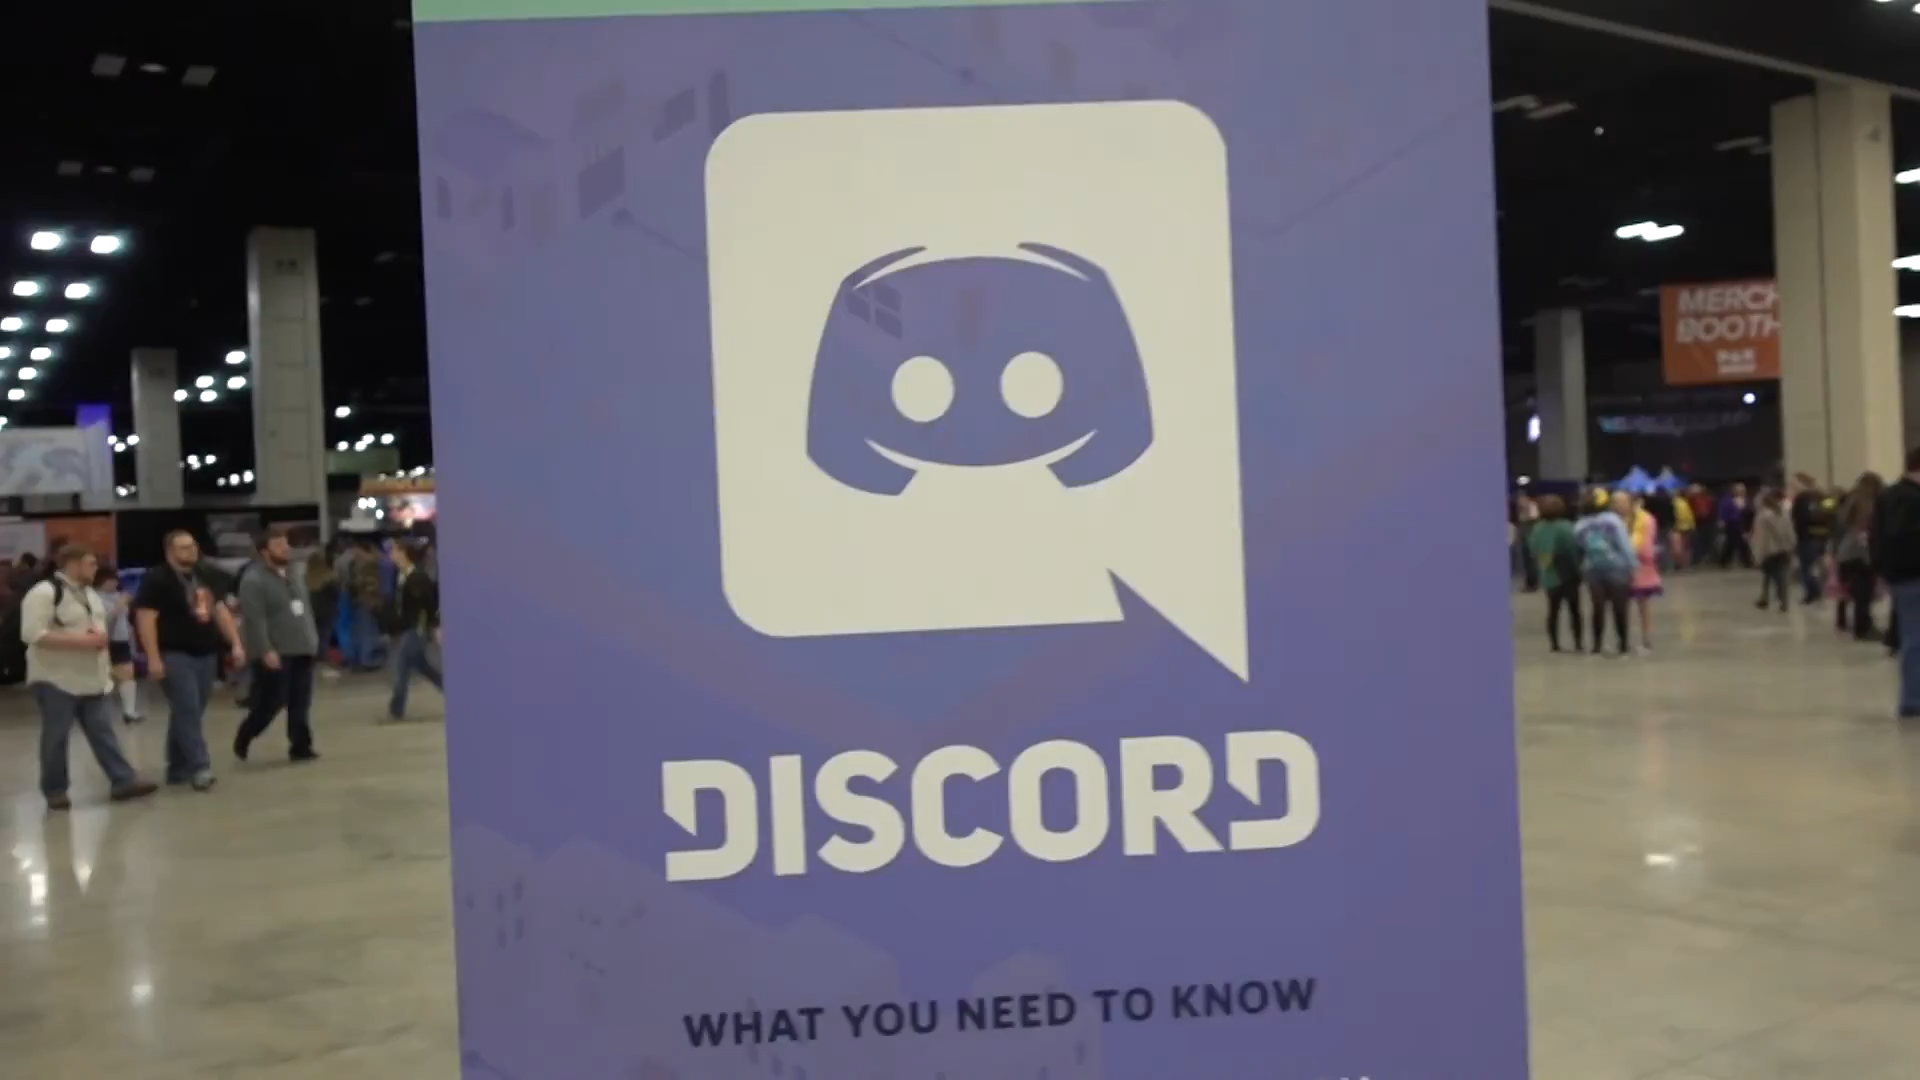 DISCORD
WHAT YOU NEED TO KNOW
MERCH
BOOTH